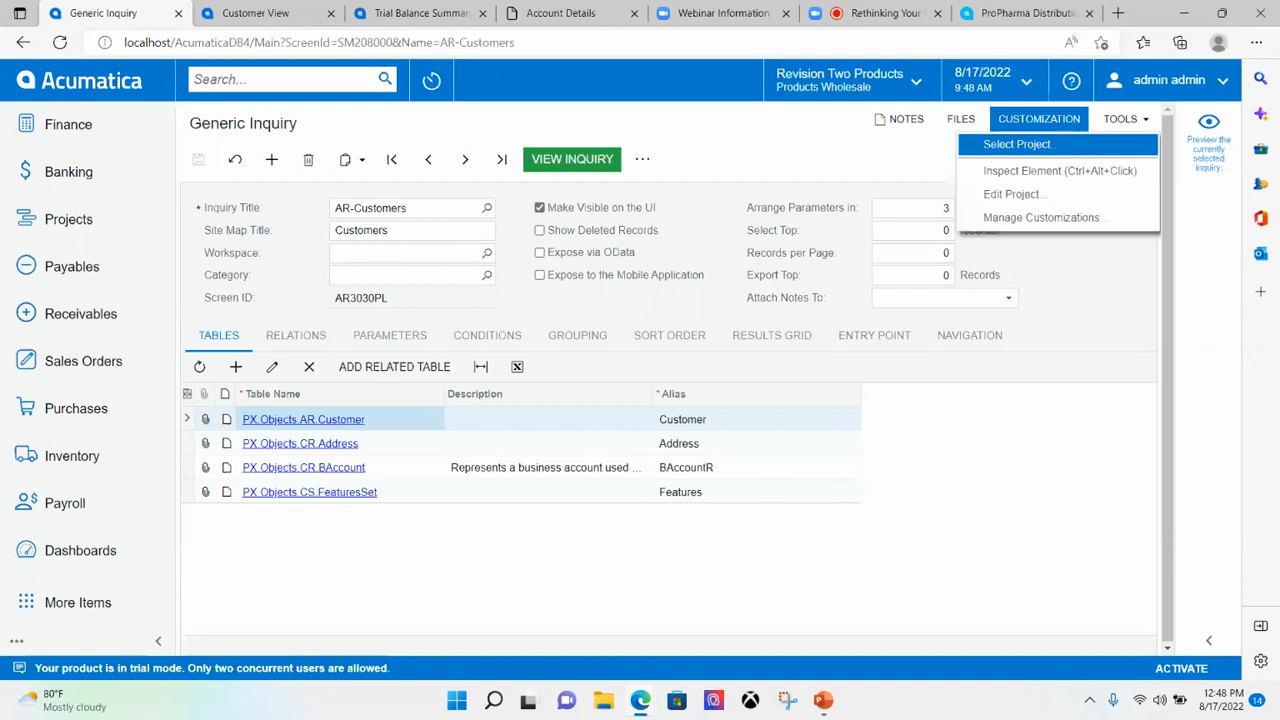 Generic Inquiry
Customer View
Trial Balance Summar
Account Details
Webinar Information
Rethinking Your
ProPharma Distributi
localhost/AcumaticaDB4/Main?ScreenId=SM208000&Name=AR-Customers
Acumatica
Search...
Revision Two Products
Products Wholesale
8/17/2022
9:48 AM
admin admin
Finance
Banking
Projects
Payables
Receivables
Sales Orders
Purchases
Inventory
Payroll
Dashboards
More Items
Generic Inquiry
NOTES
FILES
CUSTOMIZATION
TOOLS
Select Project...
Inspect Element (Ctrl+Alt+Click)
Edit Project...
Manage Customizations...
Preview the
currently
selected
inquiry.
VIEW INQUIRY
* Inquiry Title: AR-Customers
Site Map Title: Customers
Workspace:
Category:
Screen ID: AR3030PL
Make Visible on the UI
Show Deleted Records
Expose via OData
Expose to the Mobile Application
Arrange Parameters in: 3
Select Top: 0
Records per Page: 0
Export Top: 0 Records
Attach Notes To:
TABLES RELATIONS PARAMETERS CONDITIONS GROUPING SORT ORDER RESULTS GRID ENTRY POINT NAVIGATION
ADD RELATED TABLE
* Table Name Description * Alias
PX.Objects.AR.Customer Customer
PX.Objects.CR.Address Address
PX.Objects.CR.BAccount Represents a business account used ... BAccountR
PX.Objects.CS.FeaturesSet Features
Your product is in trial mode. Only two concurrent users are allowed.
ACTIVATE
80°F
Mostly cloudy
12:48 PM
8/17/2022
14